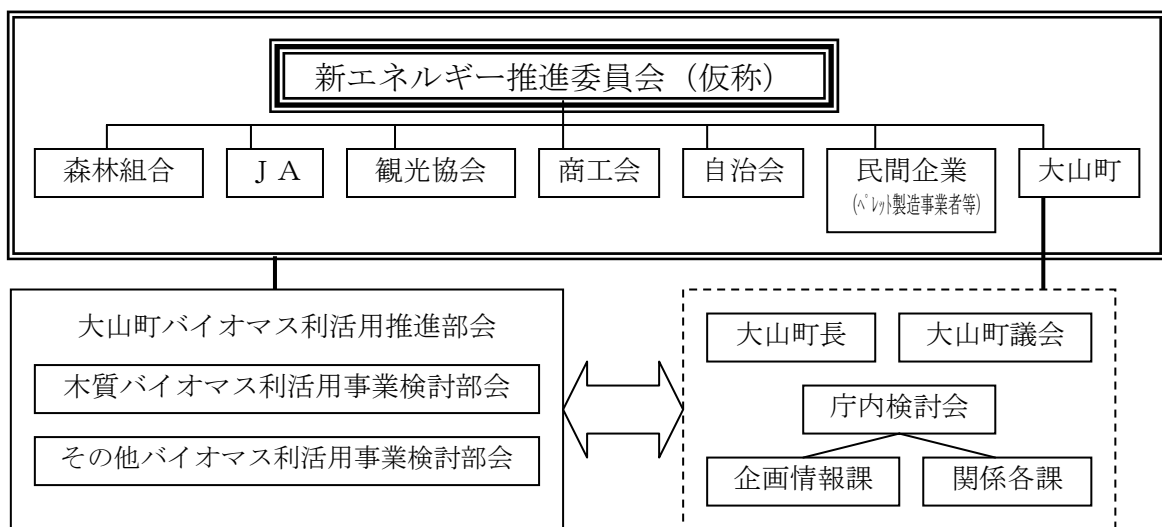 新エネルギー推進委員会（仮称）
森林組合
ＪＡ
観光協会
商工会
自治会
民間企業
(ﾍﾟﾚｯﾄ製造事業者等)
大山町
大山町バイオマス利活用推進部会
木質バイオマス利活用事業検討部会
その他バイオマス利活用事業検討部会
大山町長
大山町議会
庁内検討会
企画情報課
関係各課